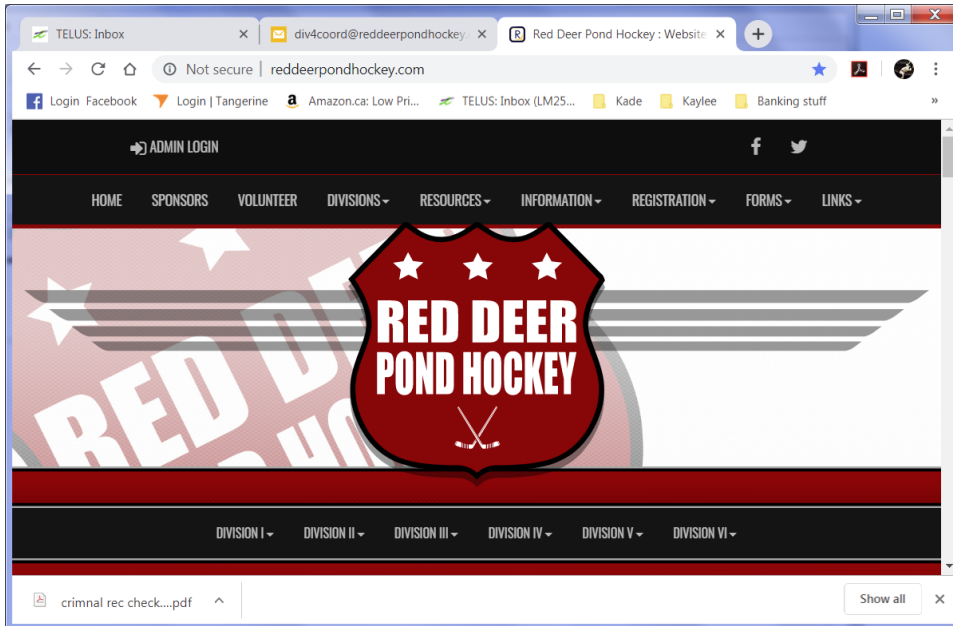 TELUS: Inbox div4coord@reddeerpondhockey. Red Deer Pond Hockey : Website
Not secure | reddeerpondhockey.com
Login Facebook Login | Tangerine Amazon.ca: Low Pri... TELUS: Inbox (LM25... Kade Kaylee Banking stuff »
ADMIN LOGIN
HOME SPONSORS VOLUNTEER DIVISIONS RESOURCES INFORMATION REGISTRATION FORMS LINKS
RED DEER
POND HOCKEY
RED DEER
DIVISION I DIVISION II DIVISION III DIVISION IV DIVISION V DIVISION VI
crimnal rec check....pdf Show all